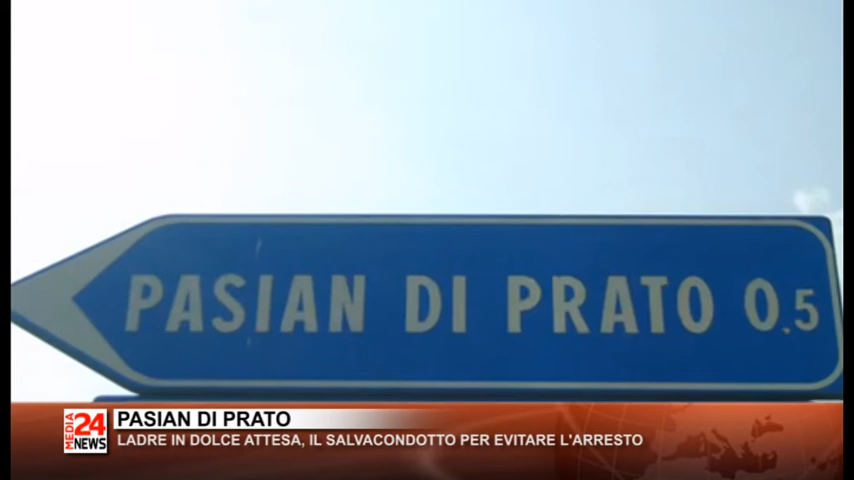 PASIAN DI PRATO 0.5
MEDIA 24 NEWS
PASIAN DI PRATO
LADRE IN DOLCE ATTESA, IL SALVACONDOTTO PER EVITARE L'ARRESTO